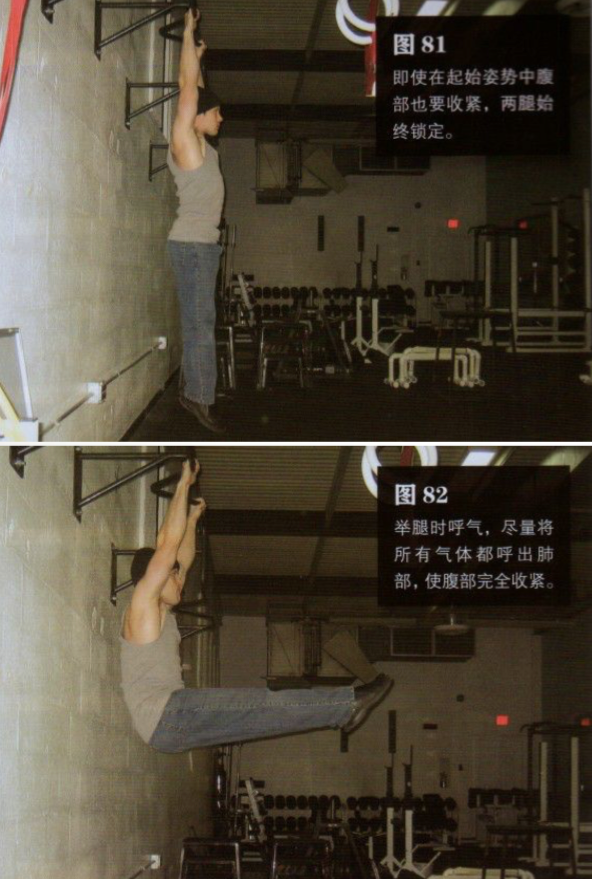 图 81
即使在起始姿势中腹
部也要收紧，两腿始
终锁定。
图 82
举腿时呼气，尽量将
所有气体都呼出肺
部，使腹部完全收紧。